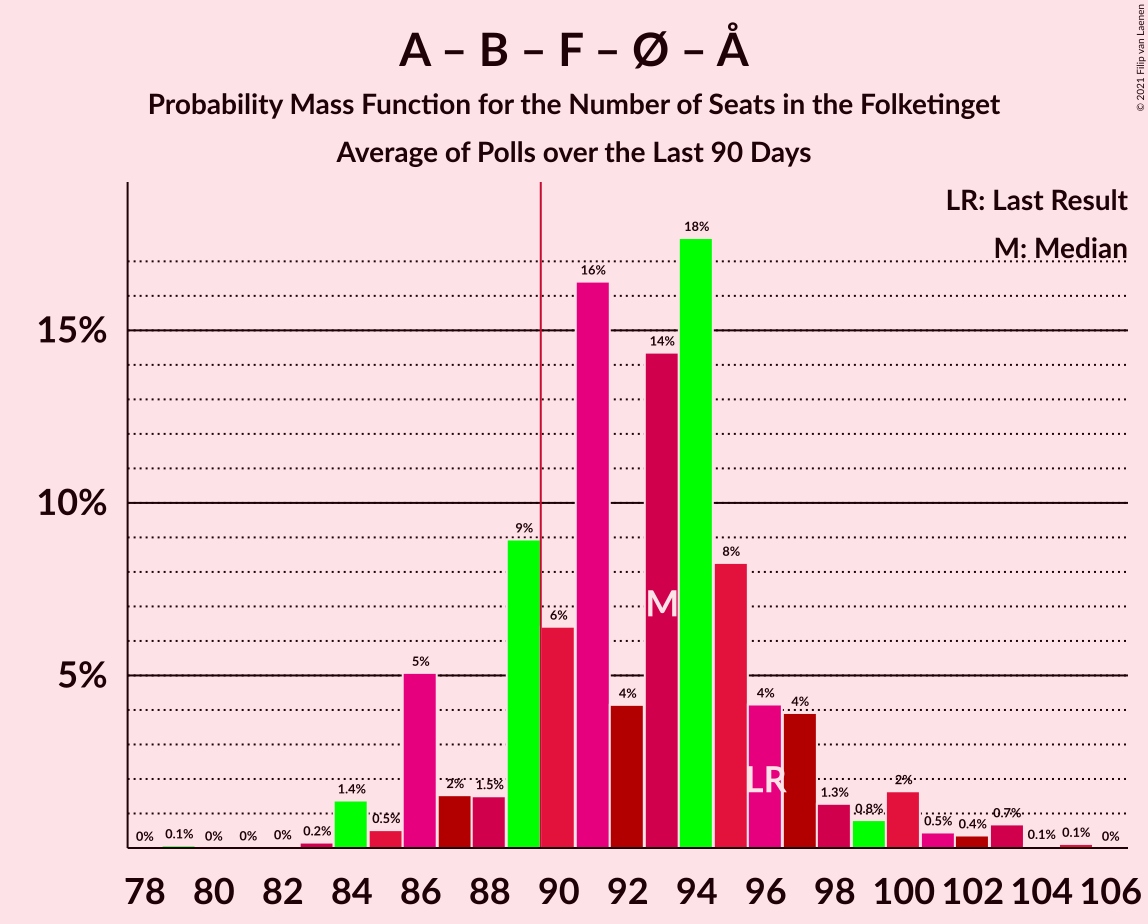 A – B – F – Ø – Å
Probability Mass Function for the Number of Seats in the Folketinget
Average of Polls over the Last 90 Days
© 2021 Filip van Laenen
LR: Last Result
M: Median
15%
10%
5%
0% 0.1% 0% 0% 0% 0.2% 1.4% 0.5% 5% 2% 1.5% 9% 6% 16% 4% 14% 18% 8% 4% 4% 1.3% 0.8% 2% 0.5% 0.4% 0.7% 0.1% 0.1% 0%
M
LR
78 80 82 84 86 88 90 92 94 96 98 100 102 104 106